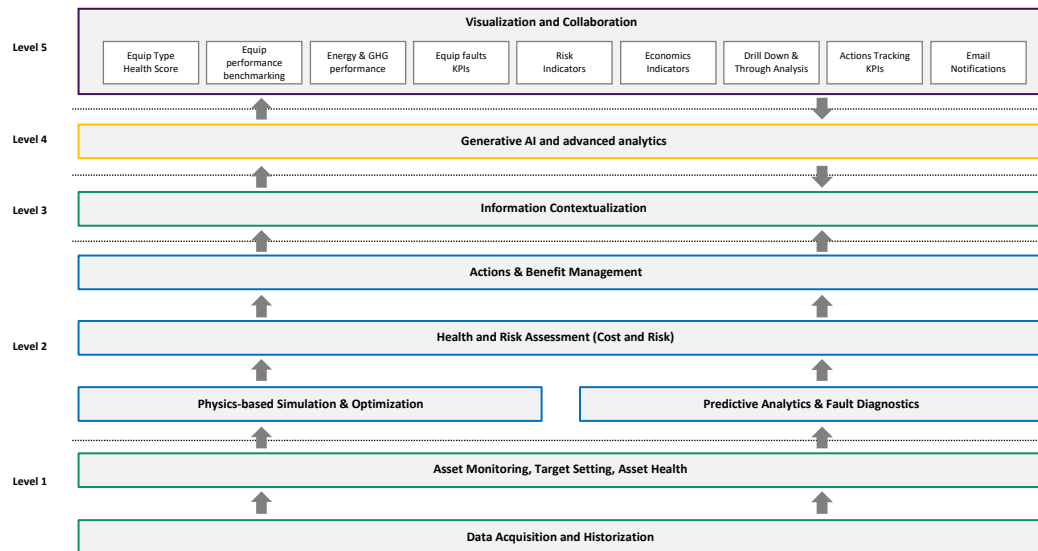 Visualization and Collaboration
Level 5
Equip Type
Health Score
Equip
performance
benchmarking
Energy & GHG
performance
Equip faults
KPIs
Risk
Indicators
Economics
Indicators
Drill Down &
Through Analysis
Actions Tracking
KPIs
Email
Notifications
Level 4
Generative AI and advanced analytics
Level 3
Information Contextualization
Actions & Benefit Management
Level 2
Health and Risk Assessment (Cost and Risk)
Physics-based Simulation & Optimization
Predictive Analytics & Fault Diagnostics
Level 1
Asset Monitoring, Target Setting, Asset Health
Data Acquisition and Historization